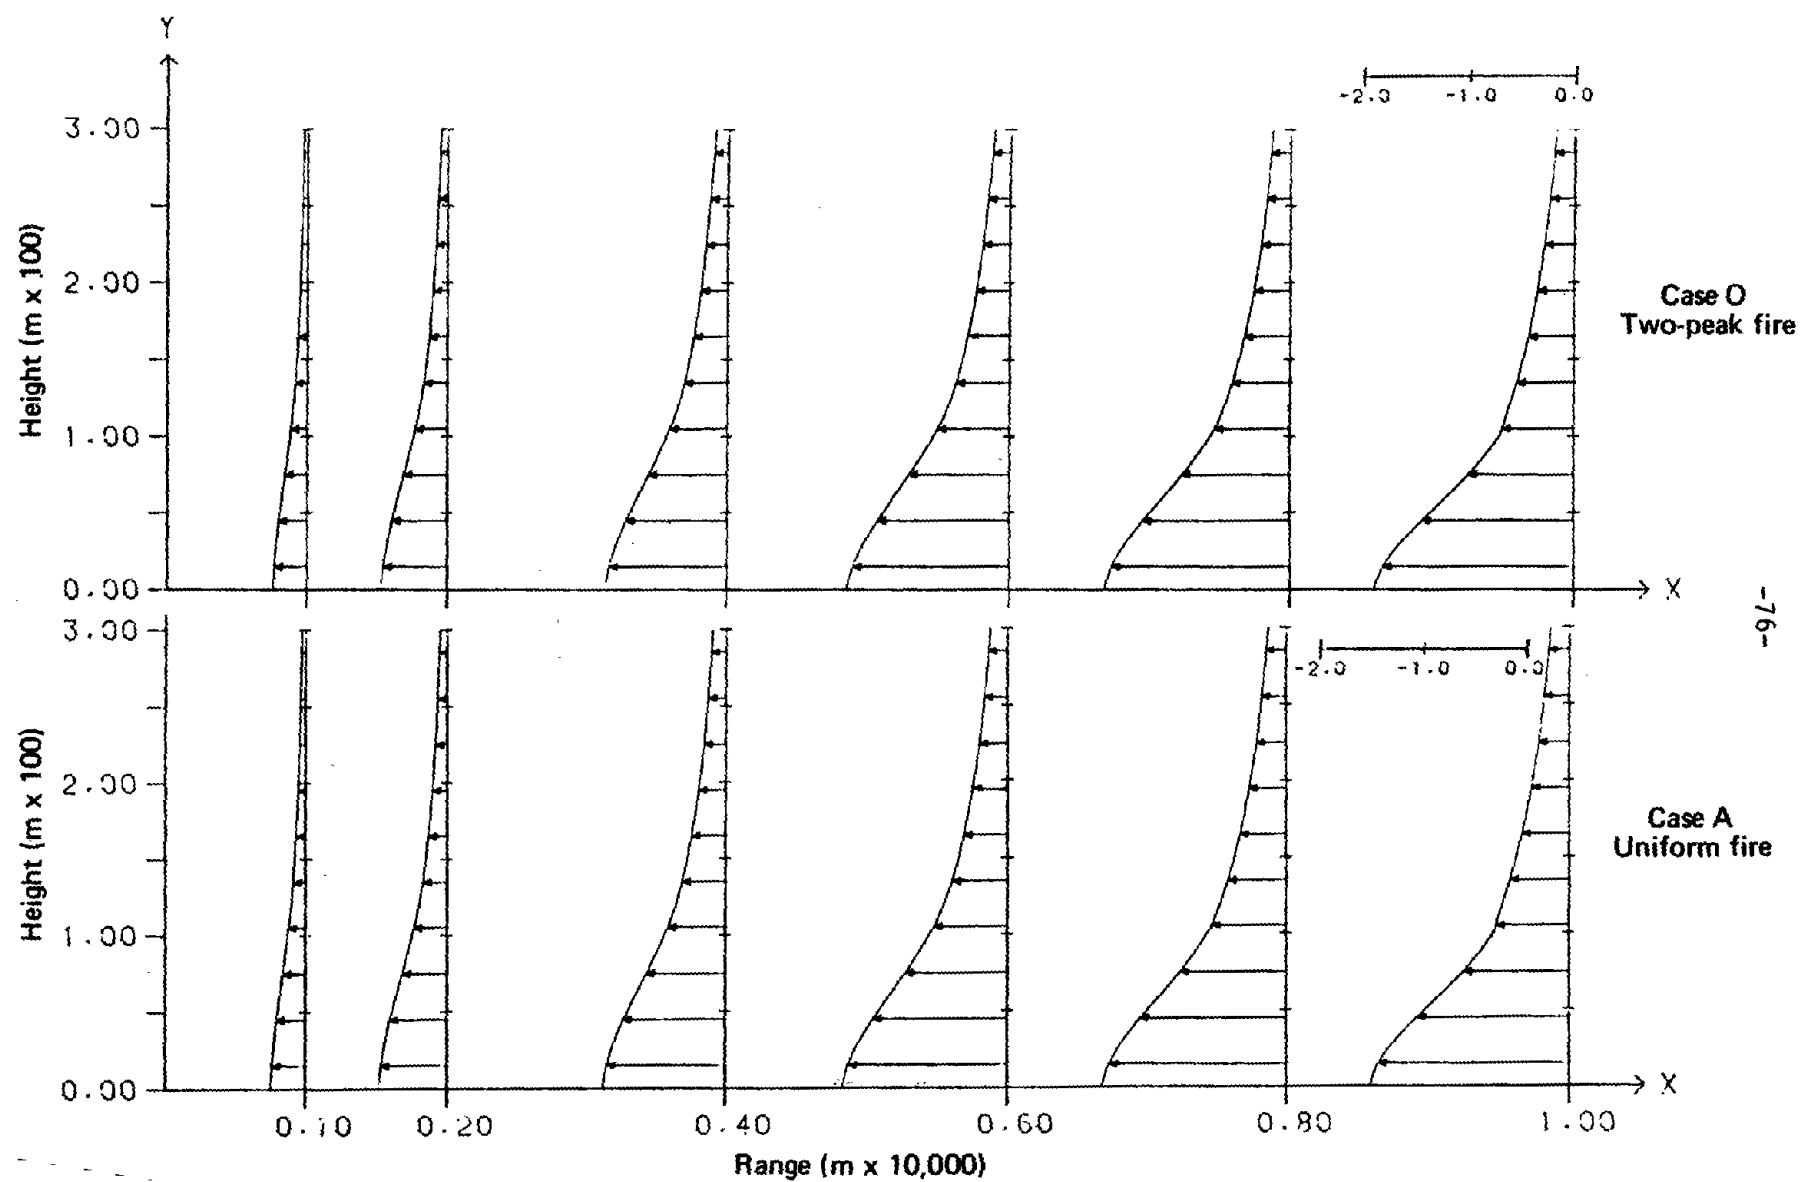 Y
-2.0 -1.0 0.0
3.00
2.00
1.00
0.00
Height (m x 100)
X
Case O
Two-peak fire
-76-
3.00
2.00
1.00
0.00
Height (m x 100)
-2.0 -1.0 0.0
X
Case A
Uniform fire
0.10 0.20 0.40 0.60 0.80 1.00
Range (m x 10,000)